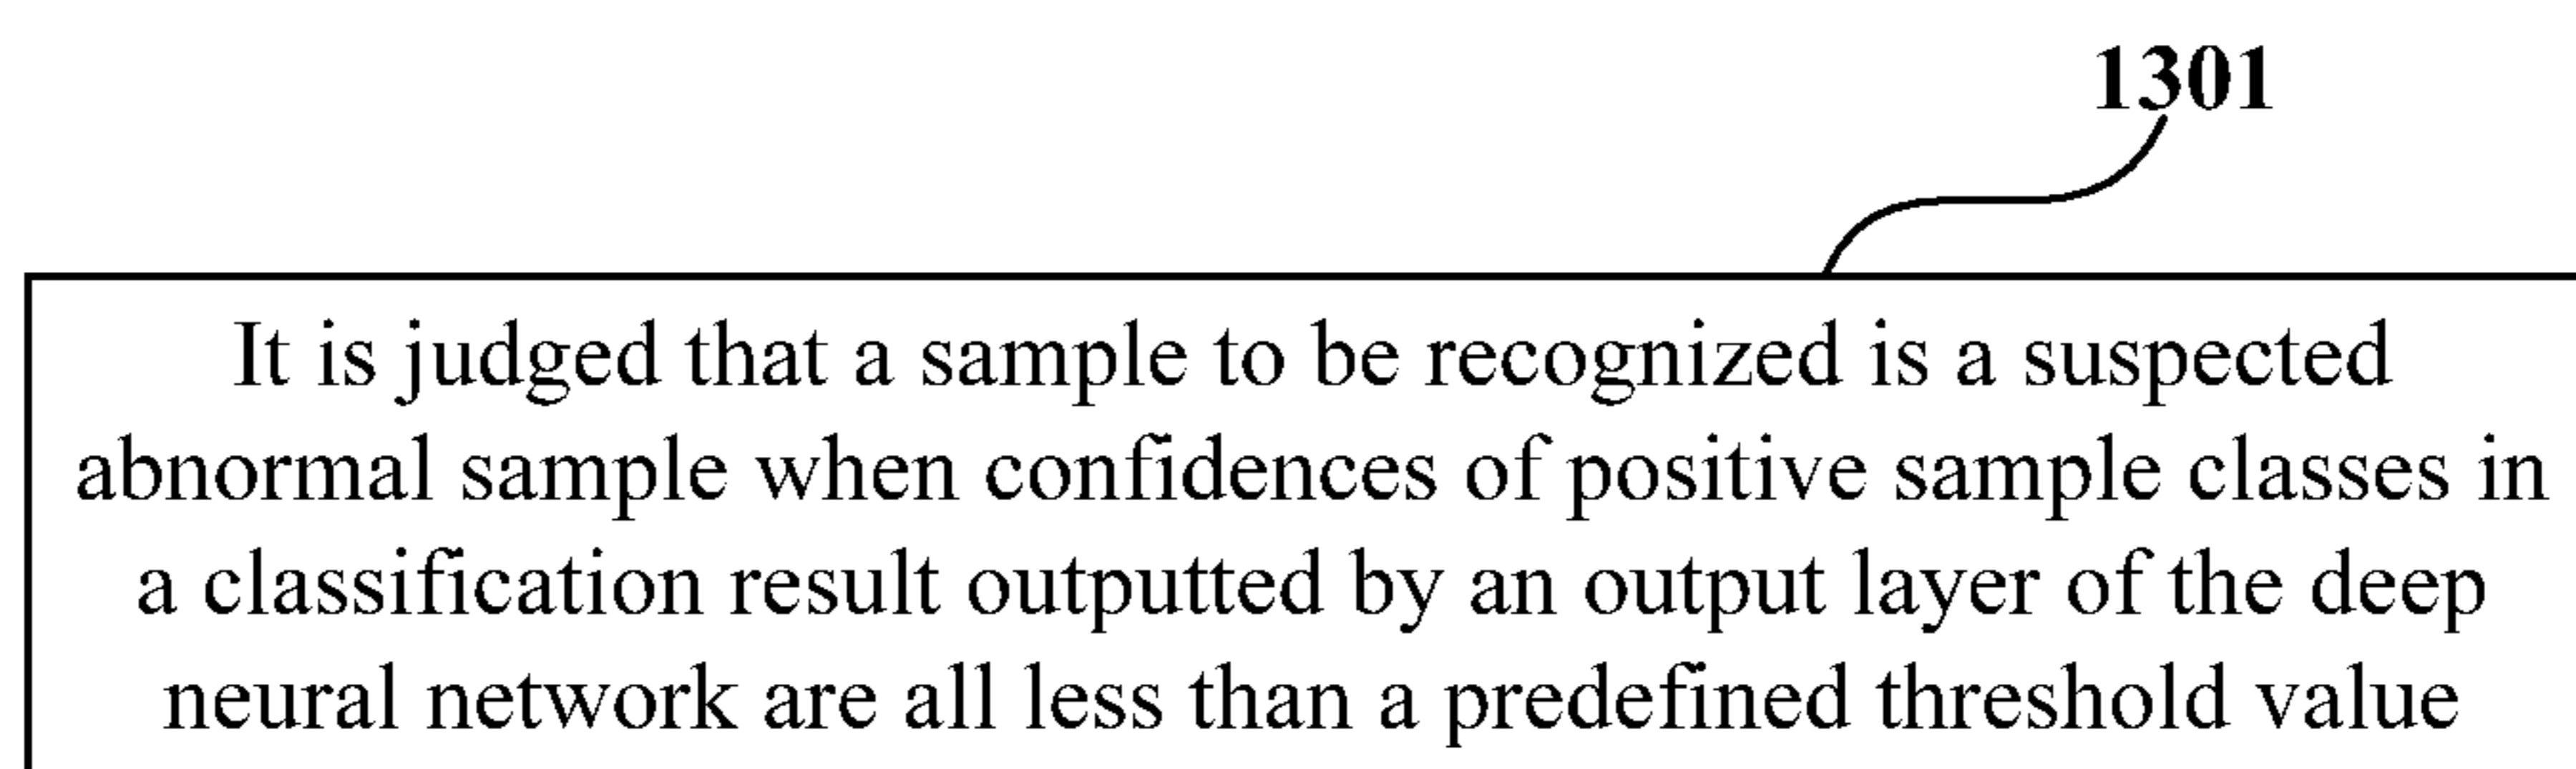 1301
It is judged that a sample to be recognized is a suspected
abnormal sample when confidences of positive sample classes in
a classification result outputted by an output layer of the deep
neural network are all less than a predefined threshold value